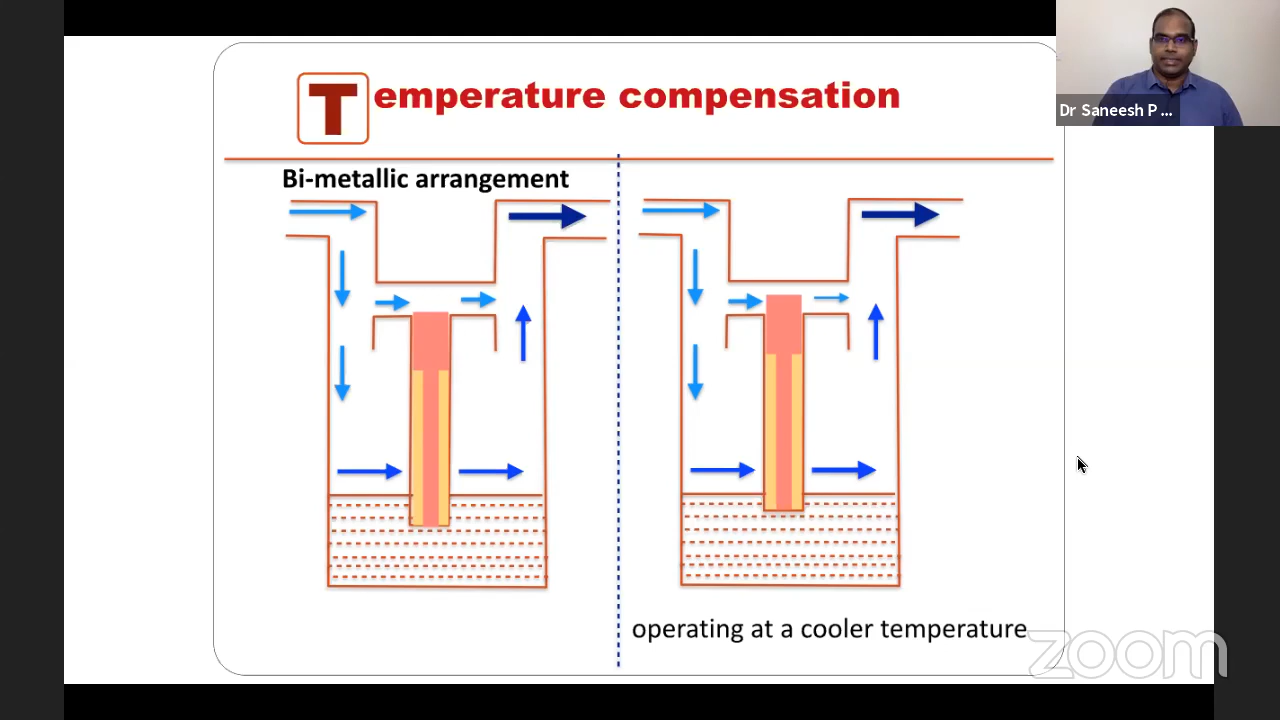 Temperature compensation
Dr Saneesh P ...
Bi-metallic arrangement
operating at a cooler temperature
zoom